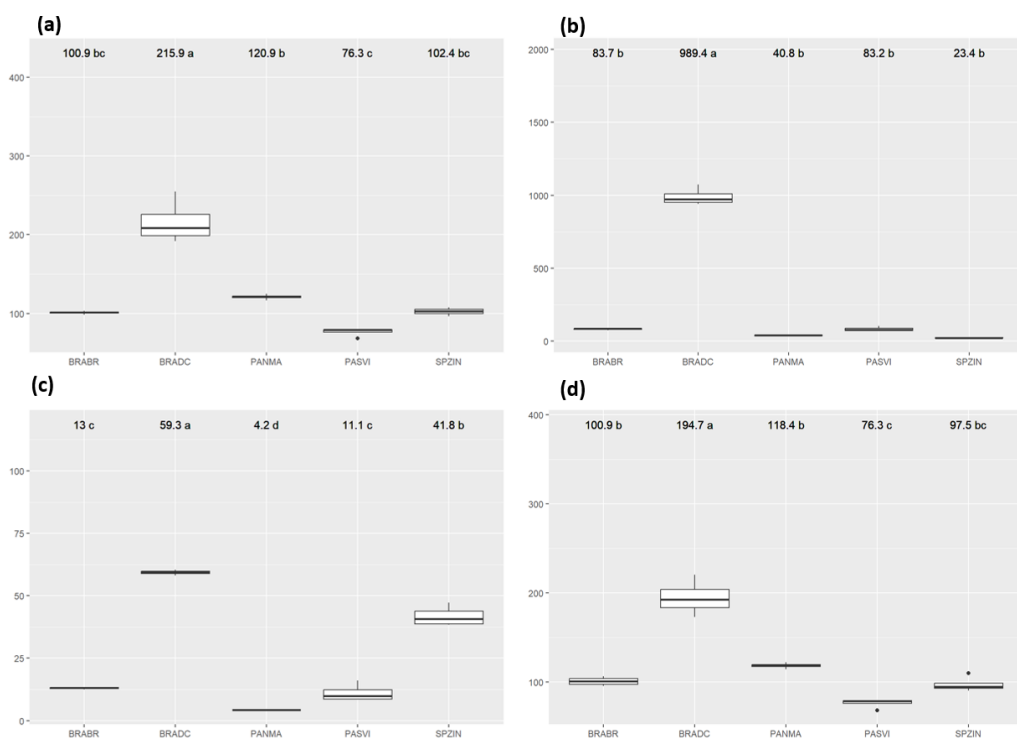 (a)
100.9 bc 215.9 a 120.9 b 76.3 c 102.4 bc
400
300
200
100
BRABR BRADC PANMA PASVI SPZIN
(b)
83.7 b 989.4 a 40.8 b 83.2 b 23.4 b
2000
1500
1000
500
0
BRABR BRADC PANMA PASVI SPZIN
(c)
13 c 59.3 a 4.2 d 11.1 c 41.8 b
100
75
50
25
0
BRABR BRADC PANMA PASVI SPZIN
(d)
100.9 b 194.7 a 118.4 b 76.3 c 97.5 bc
400
300
200
100
BRABR BRADC PANMA PASVI SPZIN